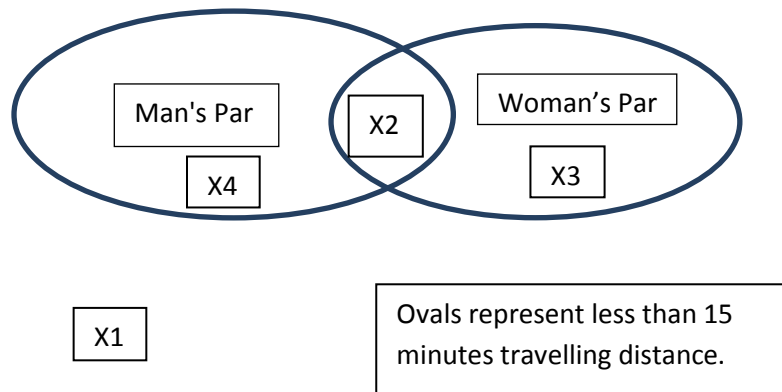 Man's Par
X2
Woman’s Par
X4
X3
X1
Ovals represent less than 15
minutes travelling distance.